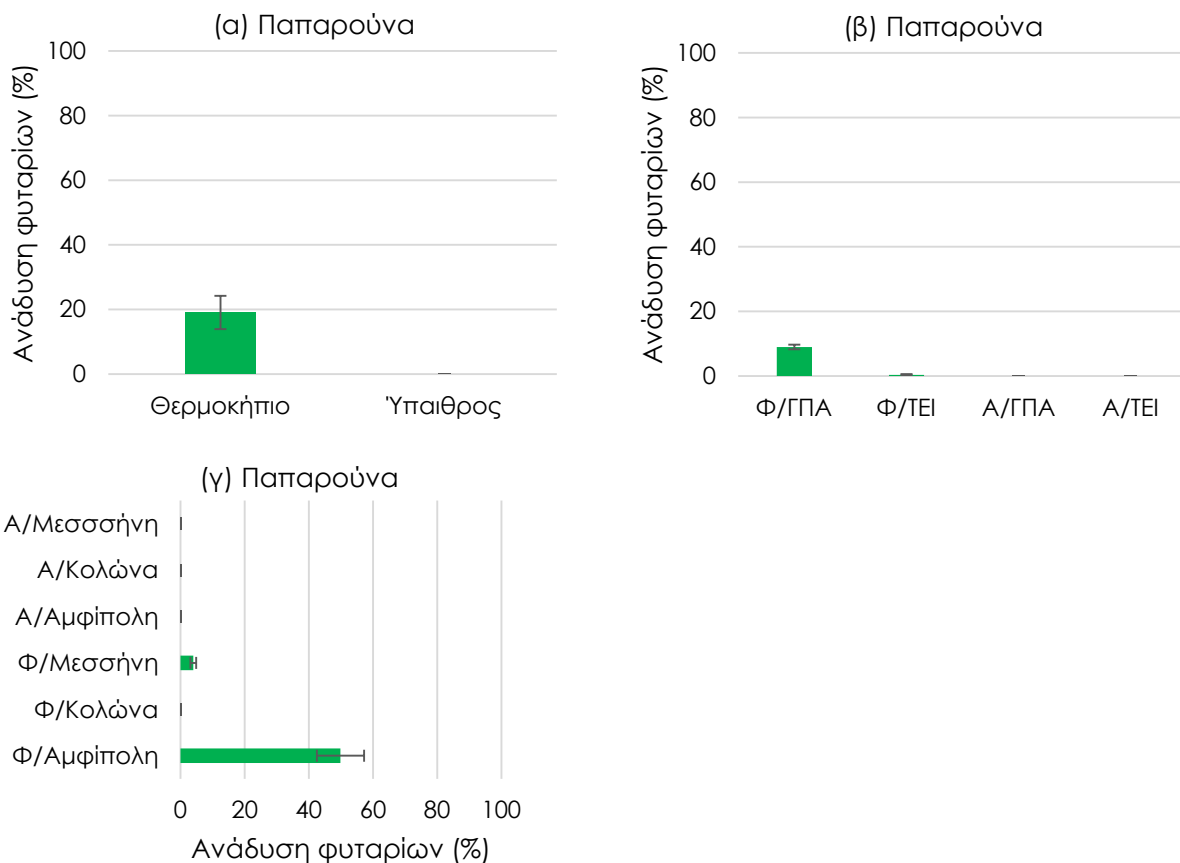 (α) Παπαρούνα
Ανάδυση φυταρίων (%)
100
80
60
40
20
0
Θερμοκήπιο Ύπαιθρος
(β) Παπαρούνα
Ανάδυση φυταρίων (%)
100
80
60
40
20
0
Φ/ΓΠΑ Φ/ΤΕΙ Α/ΓΠΑ Α/ΤΕΙ
(γ) Παπαρούνα
Α/Μεσσσήνη
Α/Κολώνα
Α/Αμφίπολη
Φ/Μεσσήνη
Φ/Κολώνα
Φ/Αμφίπολη
0 20 40 60 80 100
Ανάδυση φυταρίων (%)